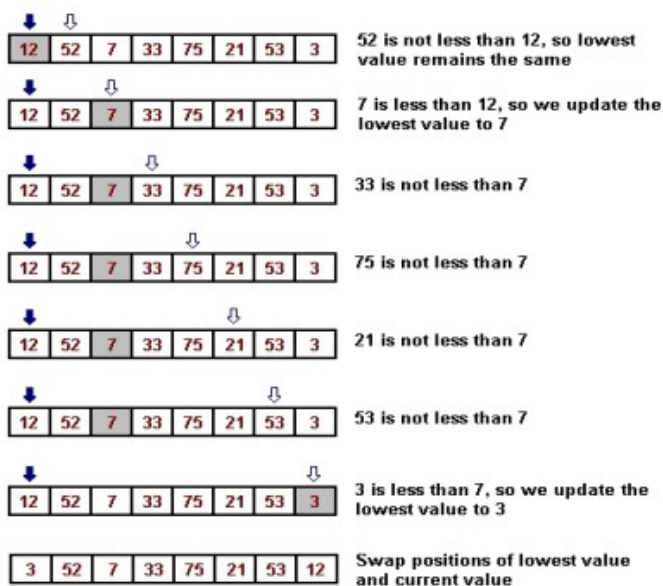 12 52 7 33 75 21 53 3
52 is not less than 12, so lowest
value remains the same
12 52 7 33 75 21 53 3
7 is less than 12, so we update the
lowest value to 7
12 52 7 33 75 21 53 3
33 is not less than 7
12 52 7 33 75 21 53 3
75 is not less than 7
12 52 7 33 75 21 53 3
21 is not less than 7
12 52 7 33 75 21 53 3
53 is not less than 7
12 52 7 33 75 21 53 3
3 is less than 7, so we update the
lowest value to 3
3 52 7 33 75 21 53 12
Swap positions of lowest value
and current value